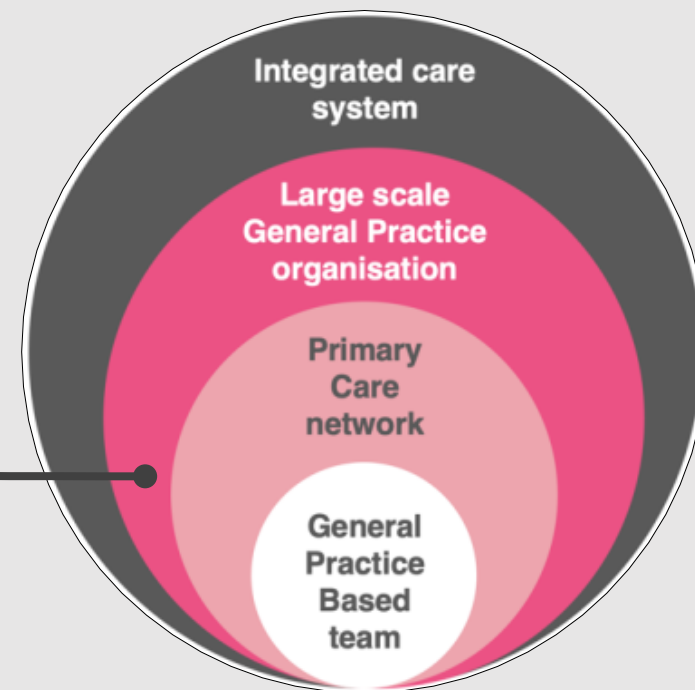 Integrated care
system
Large scale
General Practice
organisation
Primary
Care
network
General
Practice
Based
team